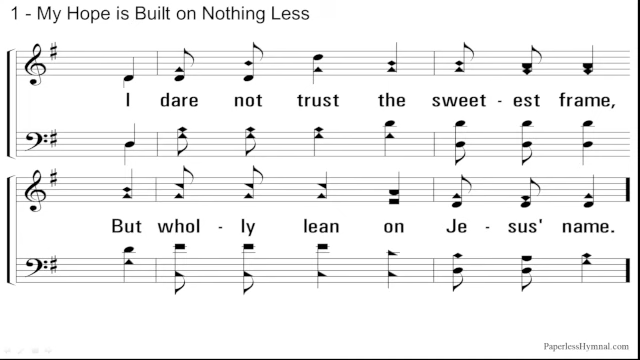 1 - My Hope is Built on Nothing Less
I dare not trust the sweet - est frame,
But whol - ly lean on Je - sus' name.
PaperlessHymnal.com